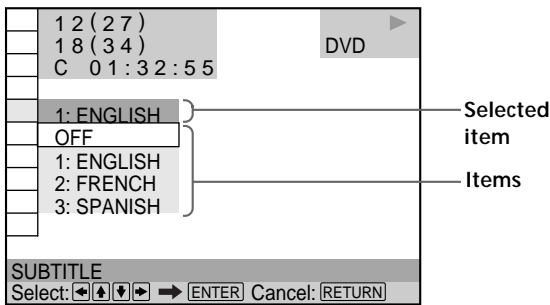 12(27)
18(34) DVD
C 01:32:55
1: ENGLISH
OFF
1: ENGLISH
2: FRENCH
3: SPANISH
Selected
item
Items
SUBTITLE
Select: ENTER Cancel: RETURN